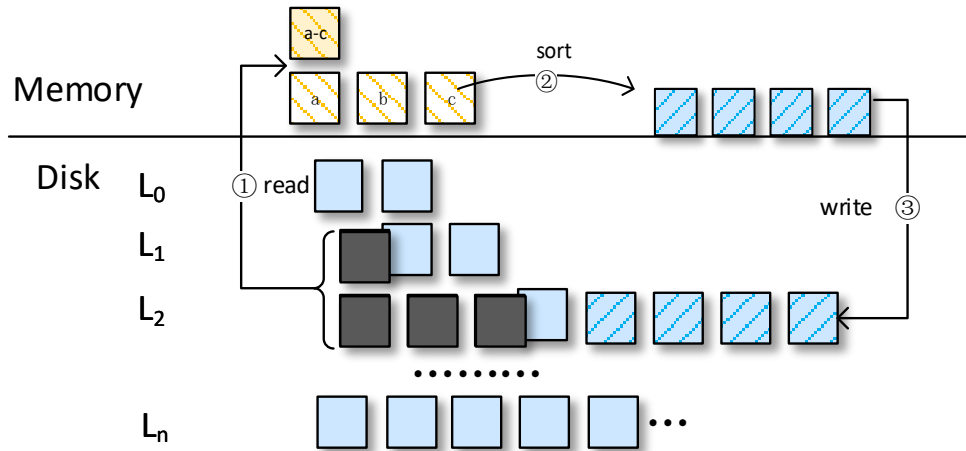 a-c
sort
②
Memory
a b c
Disk
L₀
① read
L₁
write ③
L₂
•••••••••
Lₙ
•••